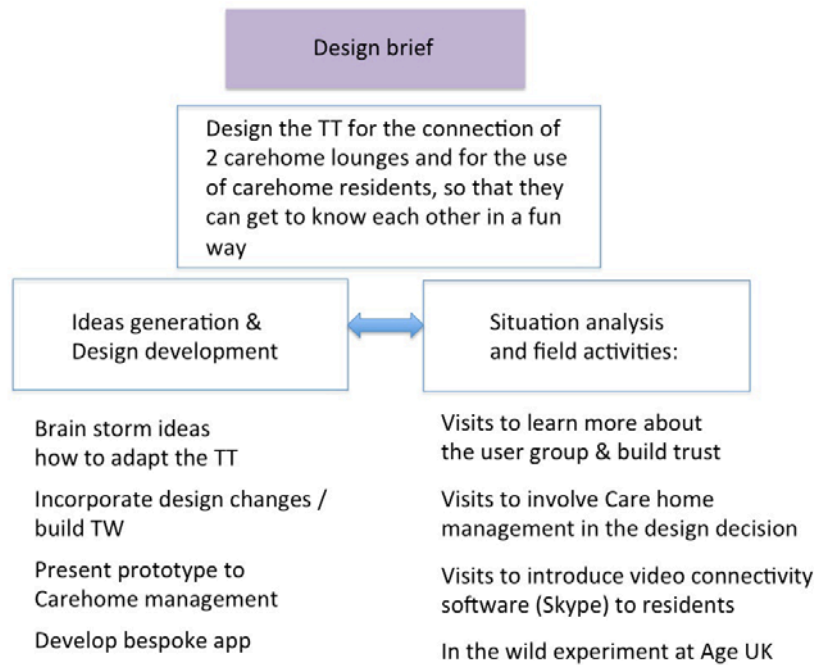 Design brief
Design the TT for the connection of
2 carehome lounges and for the use
of carehome residents, so that they
can get to know each other in a fun
way
Ideas generation &
Design development
Situation analysis
and field activities:
Brain storm ideas
how to adapt the TT
Incorporate design changes /
build TW
Present prototype to
Carehome management
Develop bespoke app
Visits to learn more about
the user group & build trust
Visits to involve Care home
management in the design decision
Visits to introduce video connectivity
software (Skype) to residents
In the wild experiment at Age UK